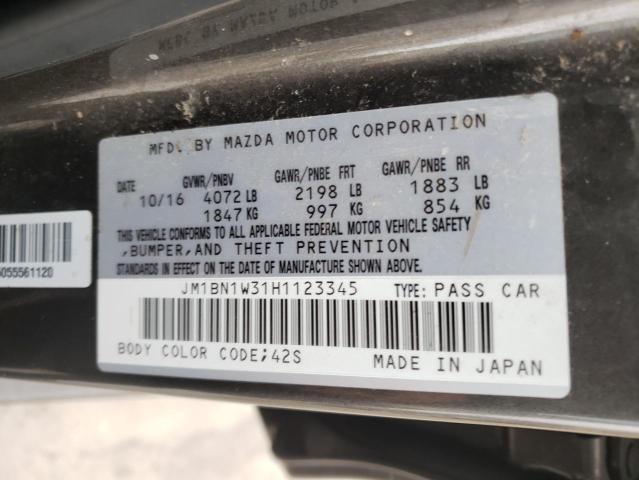 MFD. BY MAZDA MOTOR CORPORATION
DATE GVWR/PNBV GAWR/PNBE FRT GAWR/PNBE RR
10/16 4072 LB 2198 LB 1883 LB
1847 KG 997 KG 854 KG
THIS VEHICLE CONFORMS TO ALL APPLICABLE FEDERAL MOTOR VEHICLE SAFETY
,BUMPER,AND THEFT PREVENTION
STANDARDS IN EFFECT ON THE DATE OF MANUFACTURE SHOWN ABOVE.
JM1BN1W31H1123345 TYPE: PASS CAR
BODY COLOR CODE;42S MADE IN JAPAN
055561120